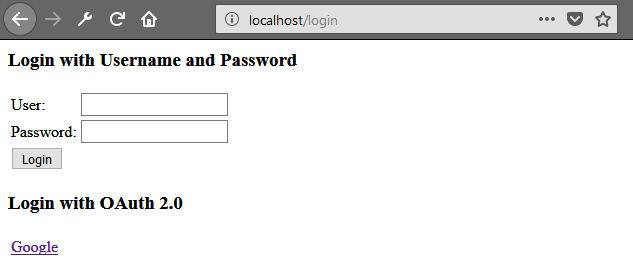 localhost/login
Login with Username and Password
User:
Password:
Login
Login with OAuth 2.0
Google